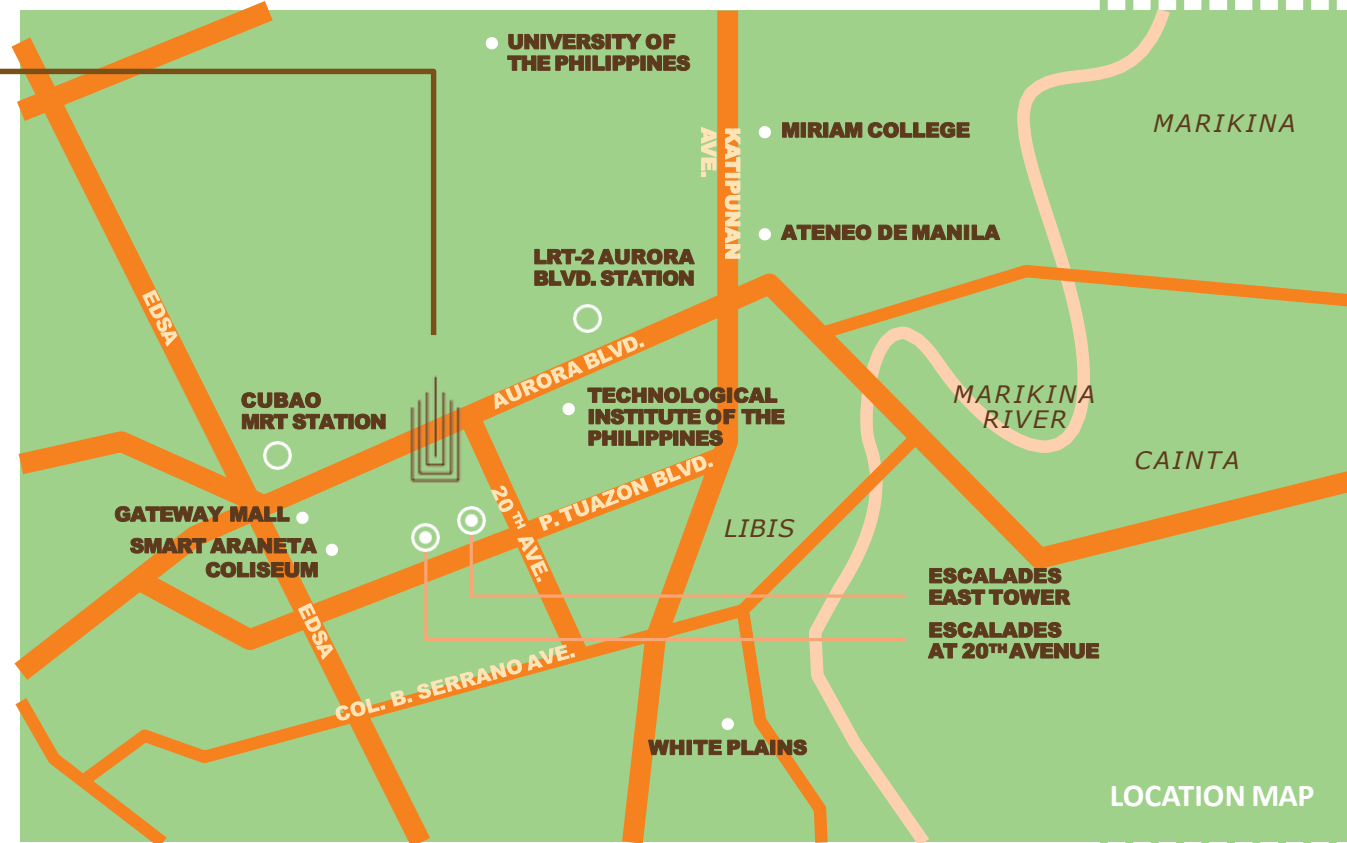 UNIVERSITY OF
THE PHILIPPINES
KATIPUNAN
AVE.
MIRIAM COLLEGE
MARIKINA
ATENEO DE MANILA
LRT-2 AURORA
BLVD. STATION
EDSA
AURORA BLVD.
CUBAO
MRT STATION
TECHNOLOGICAL
INSTITUTE OF THE
PHILIPPINES
MARIKINA
RIVER
CAINTA
P. TUAZON BLVD.
20TH AVE.
GATEWAY MALL
SMART ARANETA
COLISEUM
LIBIS
ESCALADES
EAST TOWER
ESCALADES
AT 20TH AVENUE
EDSA
COL. B. SERRANO AVE.
WHITE PLAINS
LOCATION MAP